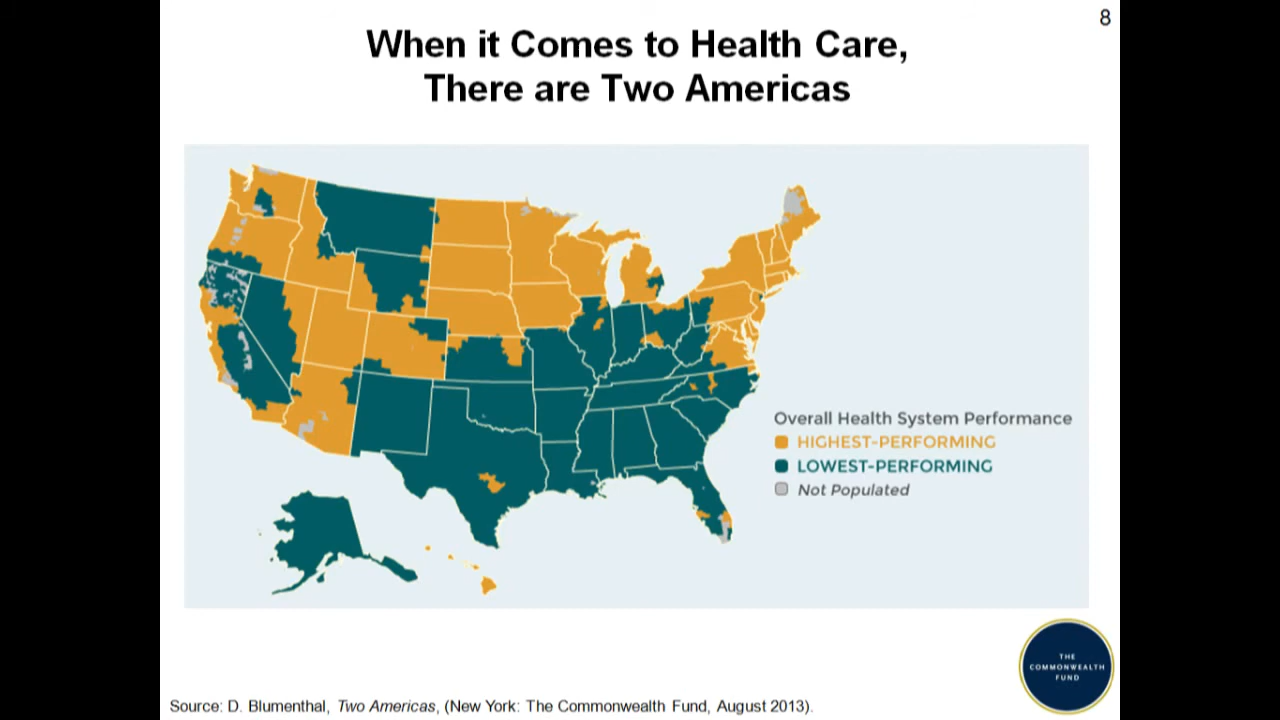 8
When it Comes to Health Care,
There are Two Americas
Overall Health System Performance
HIGHEST-PERFORMING
LOWEST-PERFORMING
Not Populated
THE
COMMONWEALTH
FUND
Source: D. Blumenthal, Two Americas, (New York: The Commonwealth Fund, August 2013).